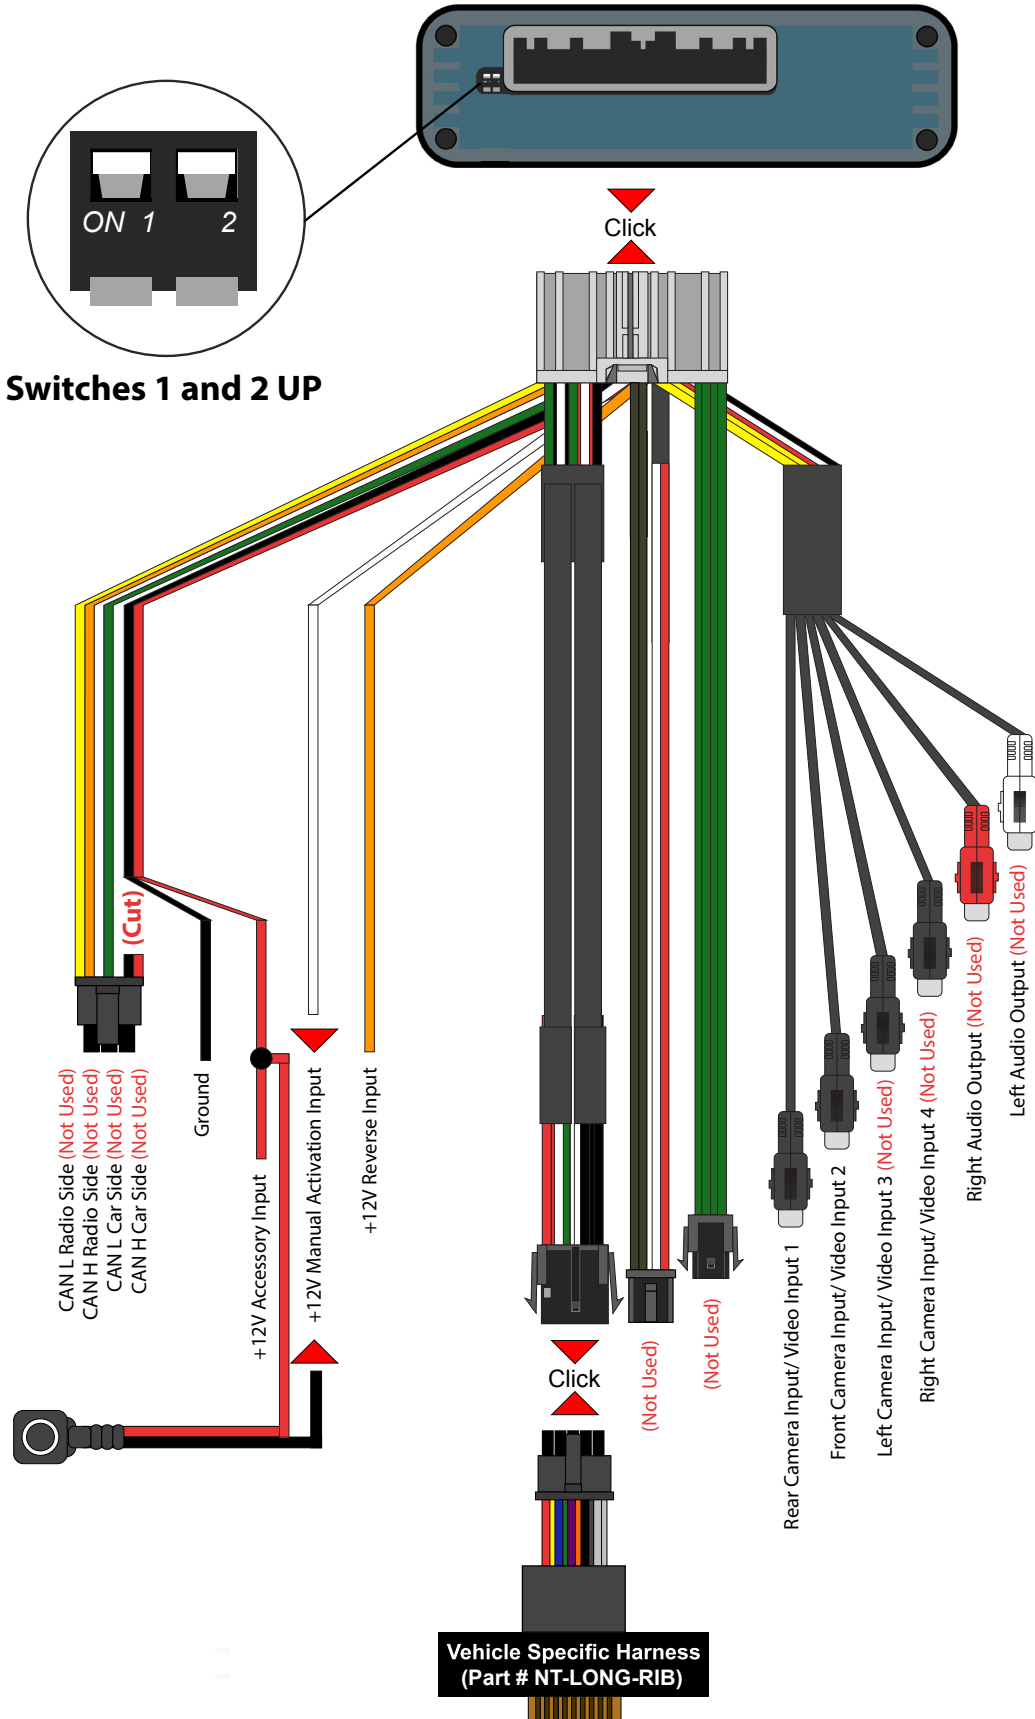 Click
ON 1 2
Switches 1 and 2 UP
(Cut)
CAN L Radio Side (Not Used)
CAN H Radio Side (Not Used)
CAN L Car Side (Not Used)
CAN H Car Side (Not Used)
Ground
+12V Accessory Input
+12V Manual Activation Input
+12V Reverse Input
Click
(Not Used)
(Not Used)
Rear Camera Input/ Video Input 1
Front Camera Input/ Video Input 2
Left Camera Input/ Video Input 3 (Not Used)
Right Camera Input/ Video Input 4 (Not Used)
Right Audio Output (Not Used)
Left Audio Output (Not Used)
Vehicle Specific Harness
(Part # NT-LONG-RIB)